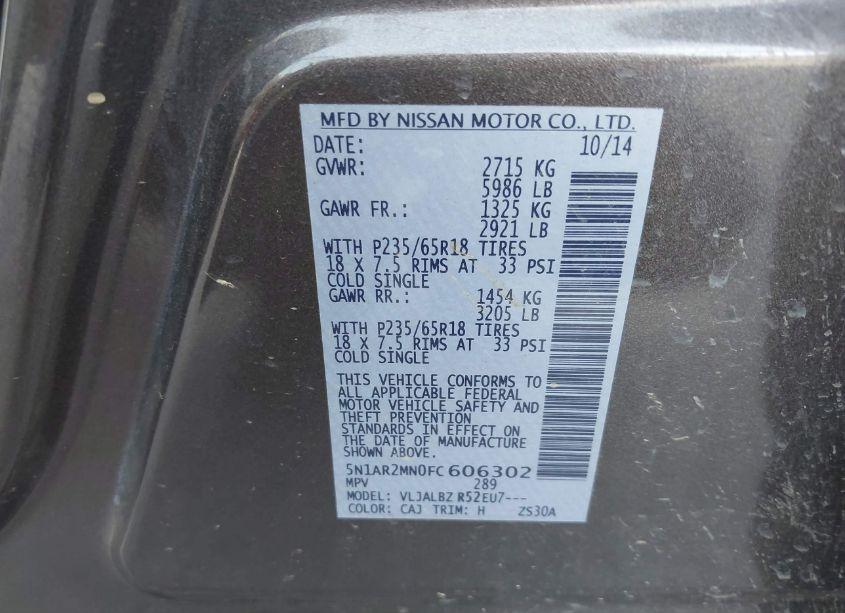 MFD BY NISSAN MOTOR CO., LTD.
DATE: 10/14
GVWR: 2715 KG
5986 LB
GAWR FR.: 1325 KG
2921 LB
WITH P235/65R18 TIRES
18 X 7.5 RIMS AT 33 PSI
COLD SINGLE
GAWR RR.: 1454 KG
3205 LB
WITH P235/65R18 TIRES
18 X 7.5 RIMS AT 33 PSI
COLD SINGLE
THIS VEHICLE CONFORMS TO
ALL APPLICABLE FEDERAL
MOTOR VEHICLE SAFETY AND
THEFT PREVENTION
STANDARDS IN EFFECT ON
THE DATE OF MANUFACTURE
SHOWN ABOVE.
5N1AR2MN0FC606302
MPV 289
MODEL: VLJALBZ R52EU7---
COLOR: CAJ TRIM: H ZS30A